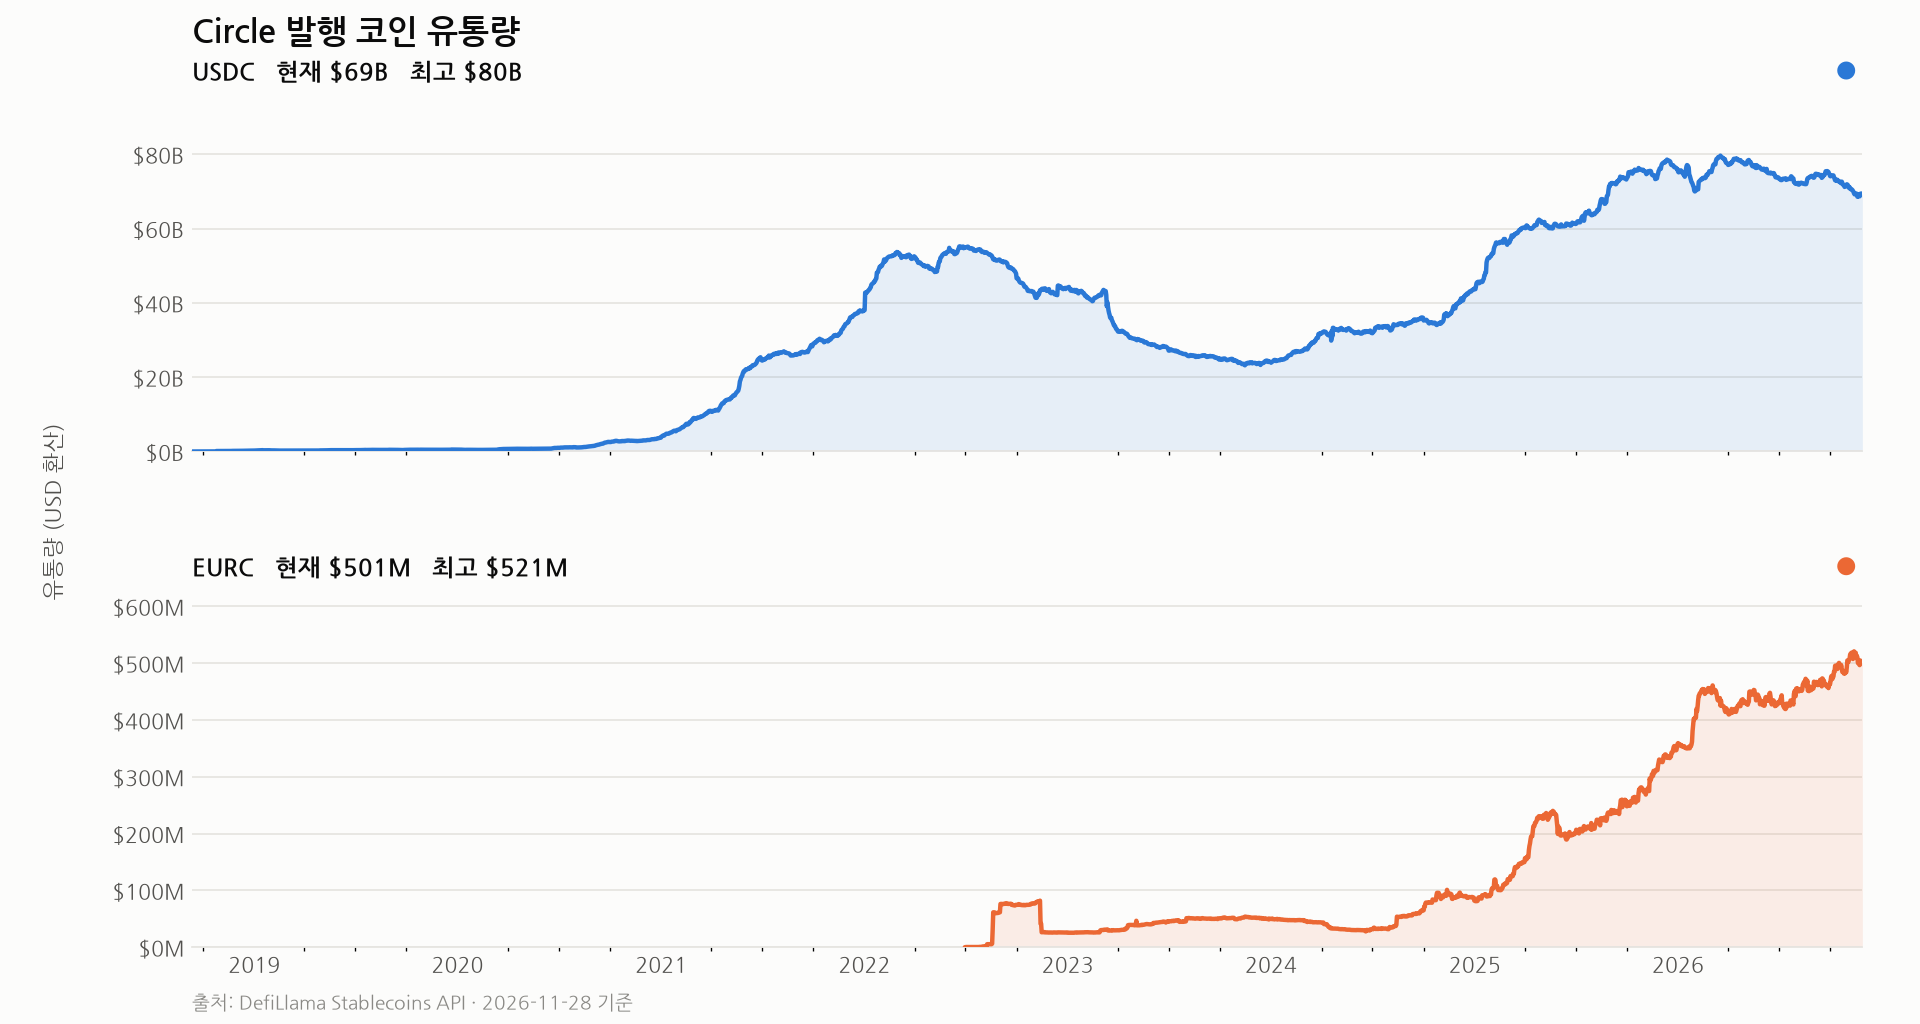 Circle 발행 코인 유통량
USDC 현재 $69B 최고 $80B
$80B
$60B
$40B
$20B
$0B
유통량 (USD 환산)
EURC 현재 $501M 최고 $521M
$600M
$500M
$400M
$300M
$200M
$100M
$0M
2019 2020 2021 2022 2023 2024 2025 2026
출처: DefiLlama Stablecoins API · 2026-11-28 기준